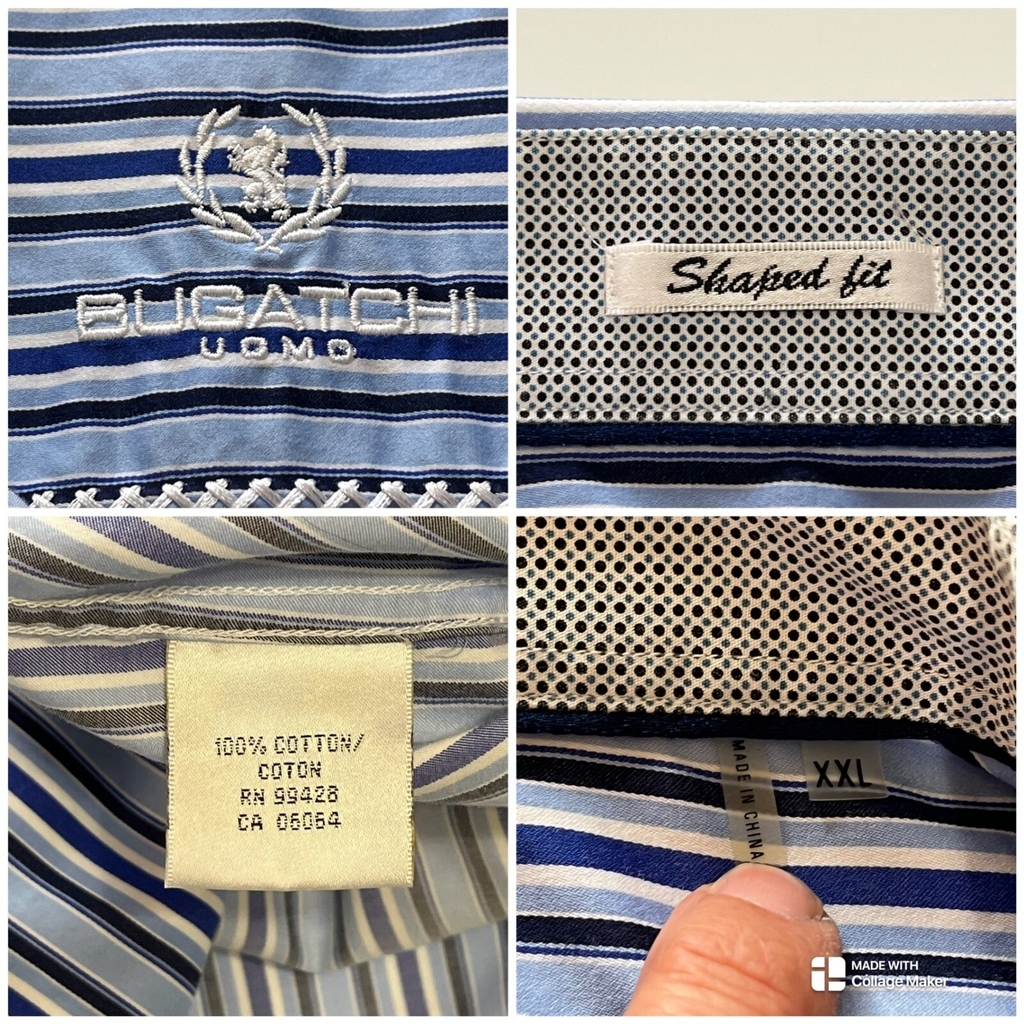 BUGATCHI
UOMO
Shaped fit
100% COTTON/
COTON
RN 99428
CA 06064
MADE IN CHINA
XXL
MADE WITH
Collage Maker